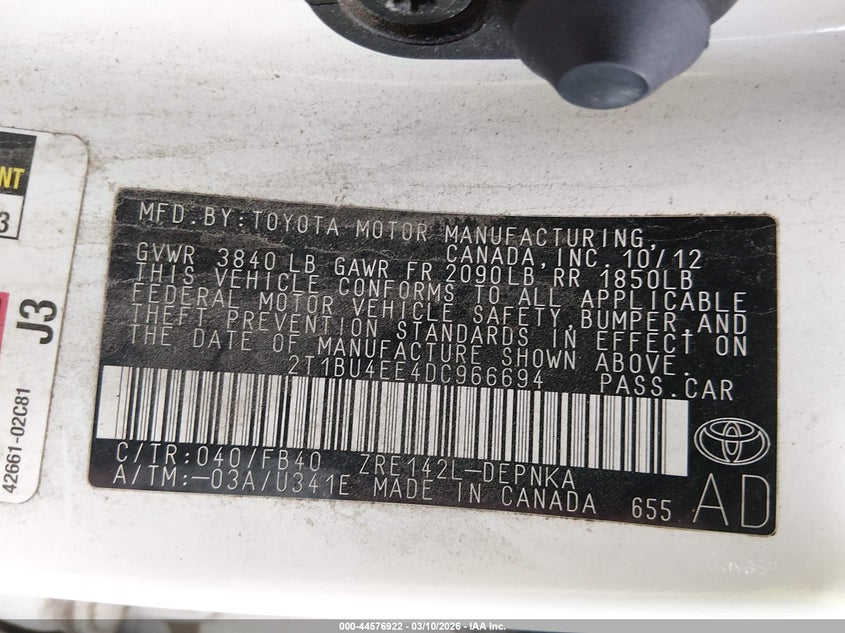 NT
3
J3
42661-02C81
MFD.BY:TOYOTA MOTOR MANUFACTURING,
CANADA,INC. 10/12
GVWR 3840 LB GAWR FR 2090LB RR 1850LB
THIS VEHICLE CONFORMS TO ALL APPLICABLE
FEDERAL MOTOR VEHICLE SAFETY,BUMPER,AND
THEFT PREVENTION STANDARDS IN EFFECT ON
THE DATE OF MANUFACTURE SHOWN ABOVE.
2T1BU4EE4DC966694 PASS.CAR
C/TR:040/FB40 ZRE142L-DEPNKA
A/TM:-03A/U341E MADE IN CANADA 655
AD
000-44576922 - 03/10/2026 - IAA Inc.